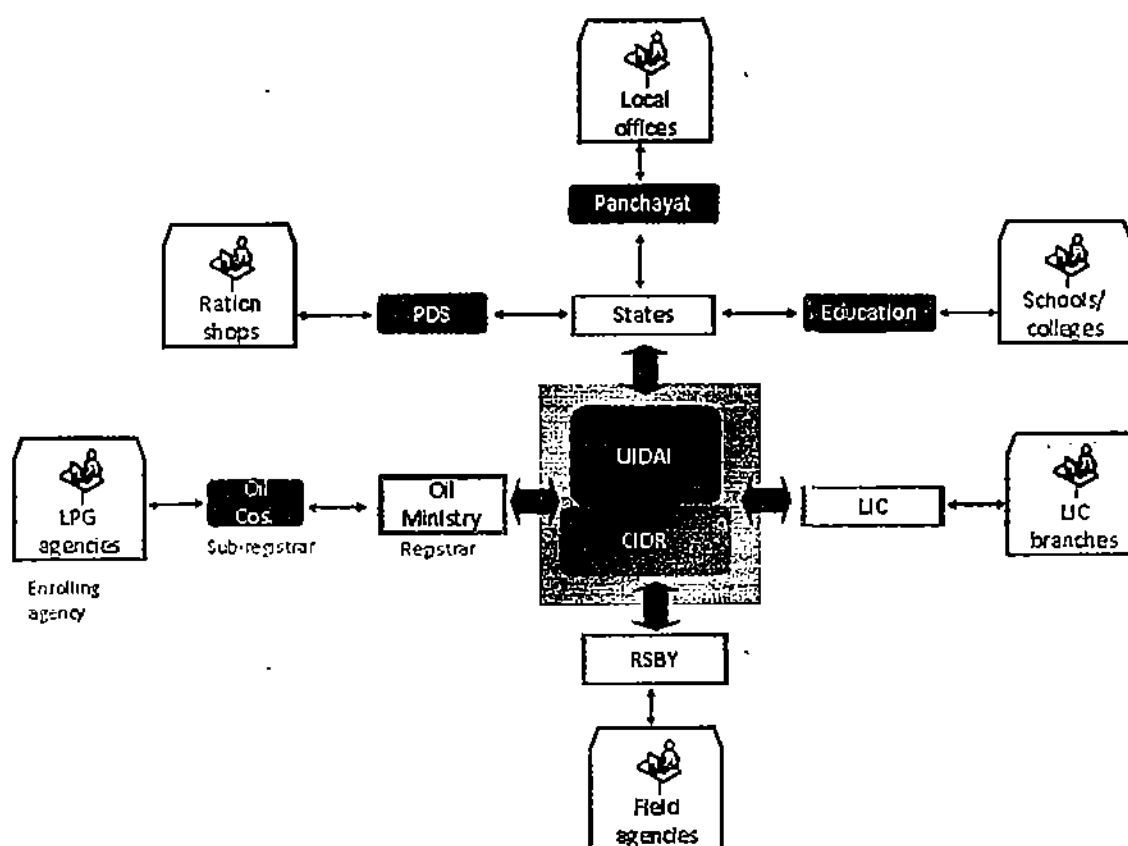 Local
offices
Panchayat
Ration
shops
PDS
States
Education
Schools/
colleges
UIDAI
LPG
agencies
Oil
Cos.
Oil
Ministry
LIC
LIC
branches
Sub-registrar
Registrar
CIDR
Enrolling
agency
RSBY
Field
agencies